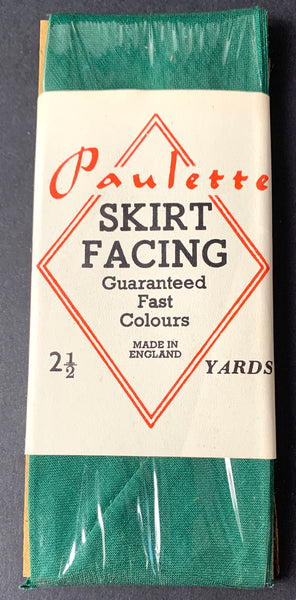 Paulette
SKIRT
FACING
Guaranteed
Fast
Colours
MADE IN
ENGLAND
2½ YARDS